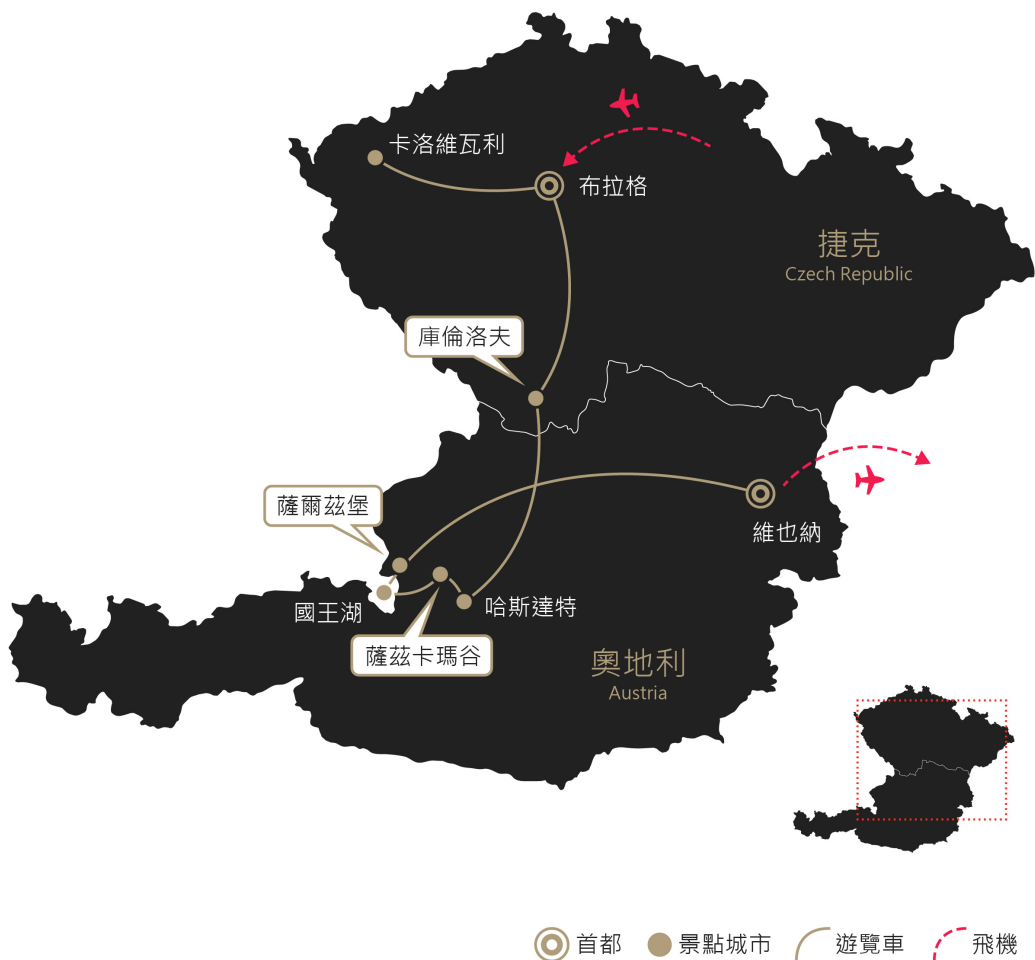 卡洛維瓦利
布拉格
捷克
Czech Republic
庫倫洛夫
薩爾茲堡
維也納
國王湖
哈斯達特
薩茲卡瑪谷
奧地利
Austria
首都
景點城市
遊覽車
飛機